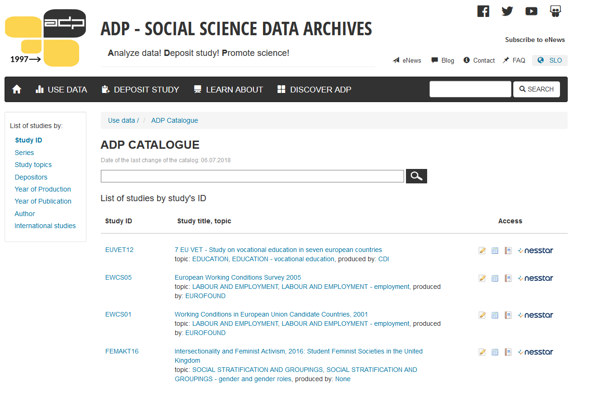 adp
1997
ADP - SOCIAL SCIENCE DATA ARCHIVES
Analyze data! Deposit study! Promote science!
Subscribe to eNews
eNews Blog Contact FAQ SLO
USE DATA DEPOSIT STUDY LEARN ABOUT DISCOVER ADP SEARCH
List of studies by:
Study ID
Series
Study topics
Depositors
Year of Production
Year of Publication
Author
International studies
Use data / / ADP Catalogue
ADP CATALOGUE
Date of the last change of the catalog: 06.07.2018
List of studies by study's ID
Study ID Study title, topic Access
EUVET12 7 EU VET - Study on vocational education in seven european countries nesstar
topic: EDUCATION, EDUCATION - vocational education, produced by: CDI
EWCS05 European Working Conditions Survey 2005 nesstar
topic: LABOUR AND EMPLOYMENT, LABOUR AND EMPLOYMENT - employment, produced
by: EUROFOUND
EWCS01 Working Conditions in European Union Candidate Countries, 2001 nesstar
topic: LABOUR AND EMPLOYMENT, LABOUR AND EMPLOYMENT - employment, produced
by: EUROFOUND
FEMAKT16 Intersectionality and Feminist Activism, 2016: Student Feminist Societies in the United nesstar
Kingdom
topic: SOCIAL STRATIFICATION AND GROUPINGS, SOCIAL STRATIFICATION AND
GROUPINGS - gender and gender roles, produced by: None